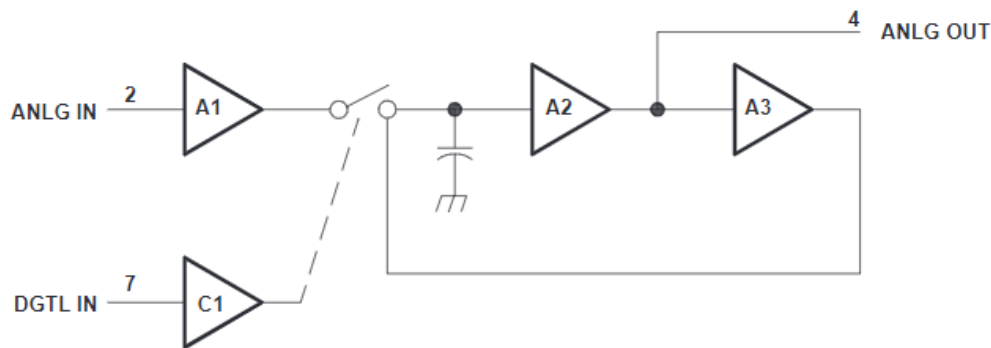 4 ANLG OUT
ANLG IN 2 A1 A2 A3
DGTL IN 7 C1